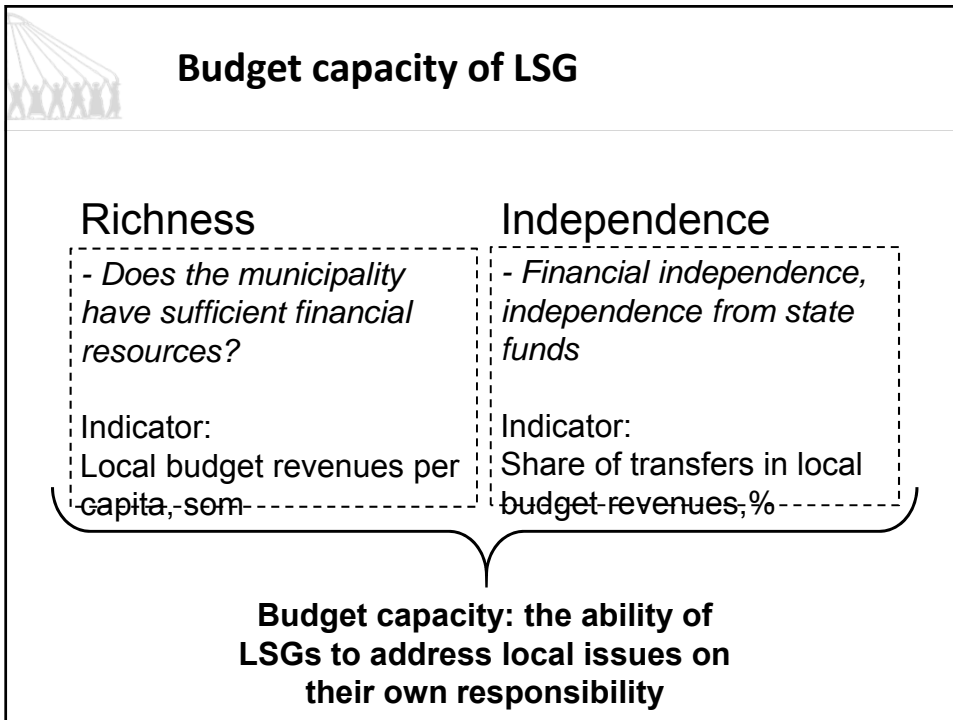 Budget capacity of LSG
Richness
- Does the municipality
have sufficient financial
resources?
Indicator:
Local budget revenues per
capita, som
Independence
- Financial independence,
independence from state
funds
Indicator:
Share of transfers in local
budget revenues,%
Budget capacity: the ability of
LSGs to address local issues on
their own responsibility